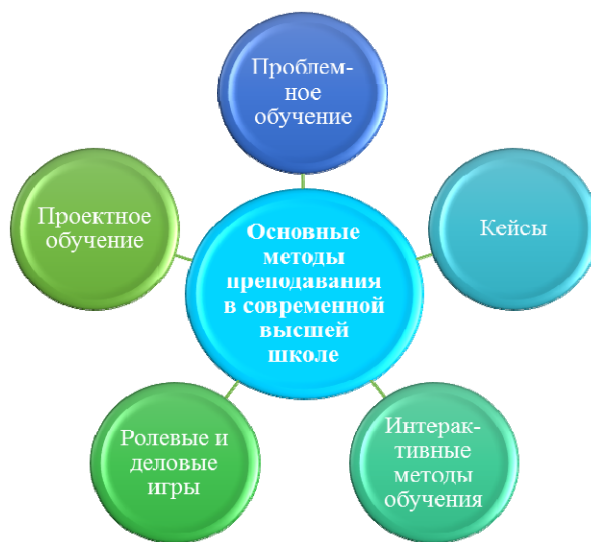 Проблем-
ное
обучение
Проектное
обучение
Основные
методы
преподавания
в современной
высшей
школе
Кейсы
Ролевые и
деловые
игры
Интерак-
тивные
методы
обучения